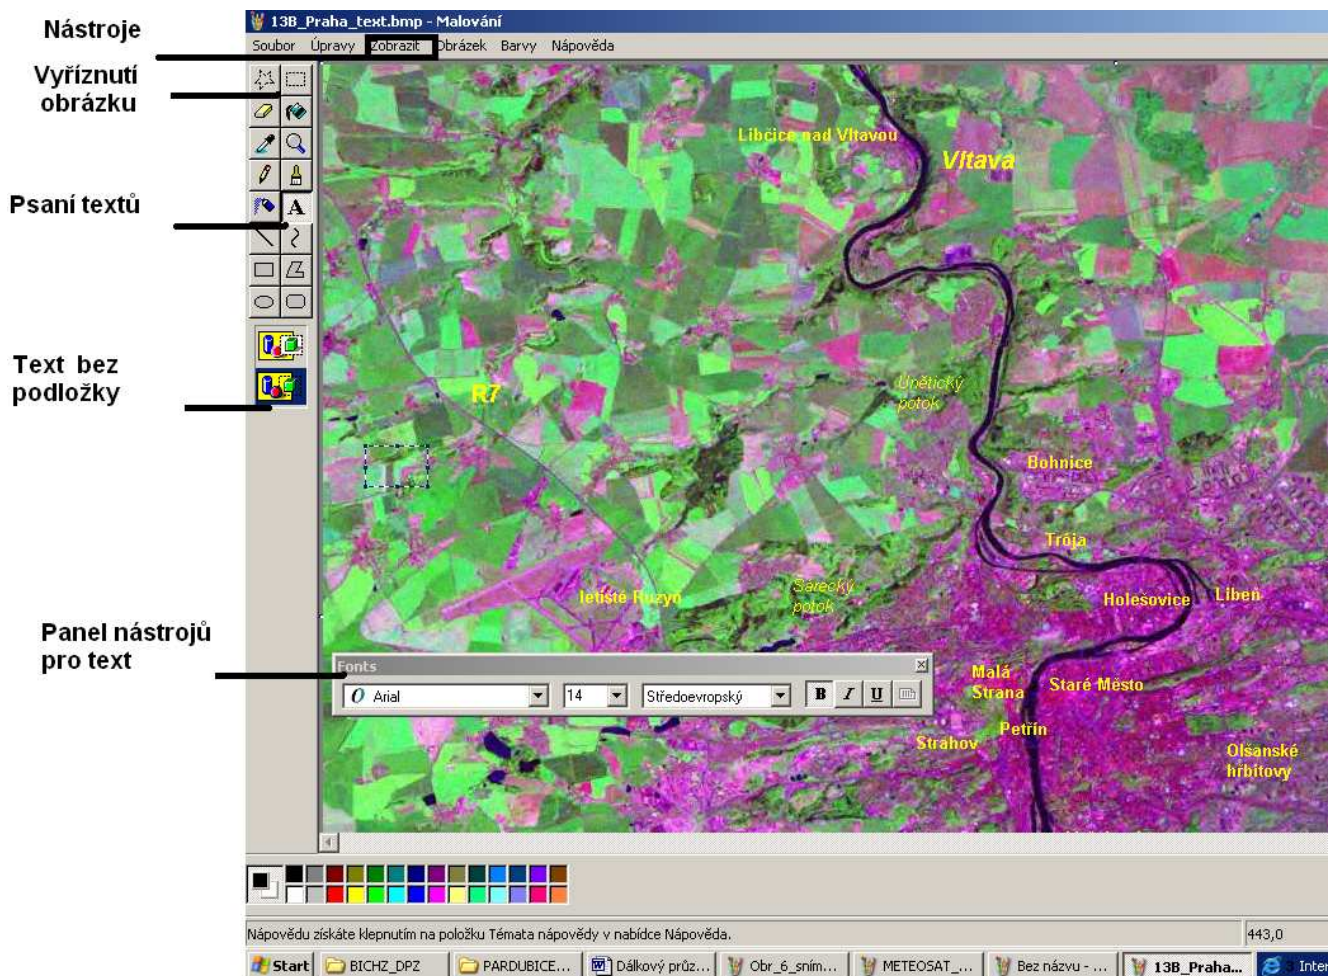 Nástroje
Vyříznutí
obrázku
Psaní textů
Text bez
podložky
Panel nástrojů
pro text
13B_Praha_text.bmp - Malování
Soubor Úpravy Zobrazit Obrázek Barvy Nápověda
A
Libčice nad Vltavou
Vltava
R7
Únětický
potok
Bohnice
Trója
letiště Ruzyň
Šárecký
potok
Holešovice
Libeň
Fonts
O Arial 14 Středoevropský B I U
Malá
Strana
Staré Město
Petřín
Strahov
Olšanské
hřbitovy
Nápovědu získáte klepnutím na položku Témata nápovědy v nabídce Nápověda.
443,0
Start BICHZ_DPZ PARDUBICE... Dálkový průz... Obr_6_sním... METEOSAT_... Bez názvu - ... 13B_Praha... 3 Inter